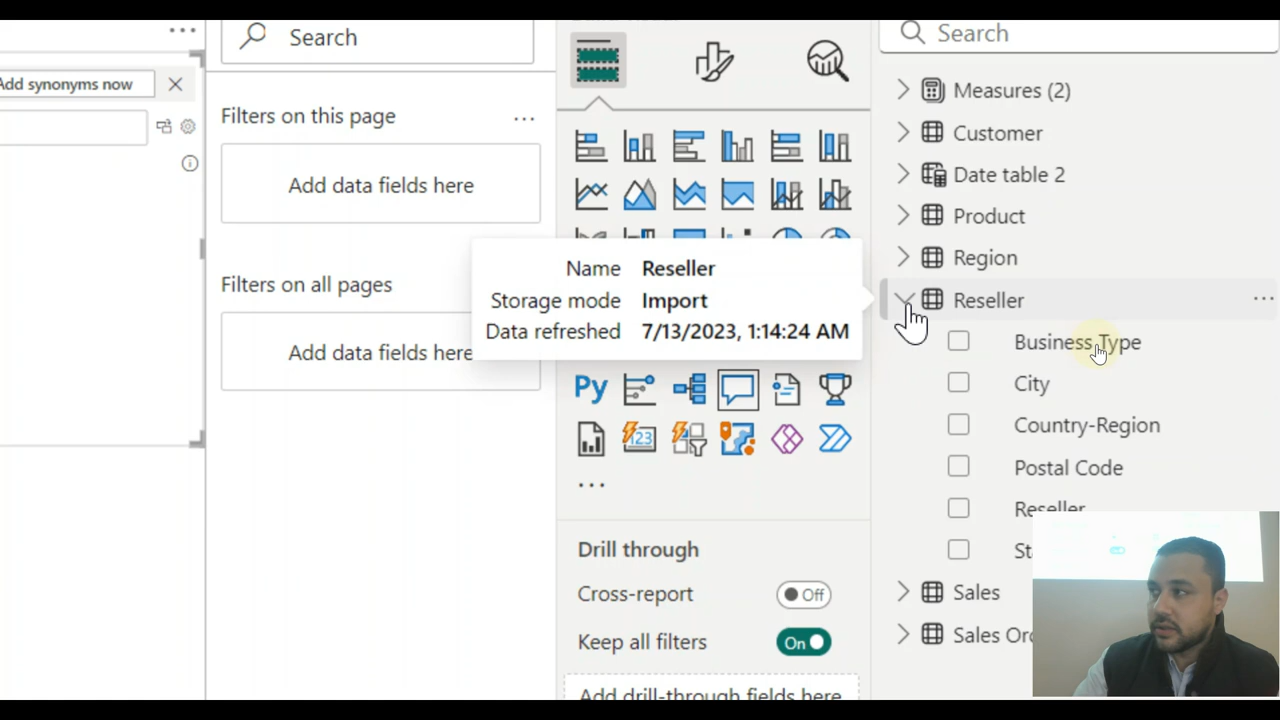 Add synonyms now
Search
Filters on this page
Add data fields here
Filters on all pages
Add data fields here
Name Reseller
Storage mode Import
Data refreshed 7/13/2023, 1:14:24 AM
Py
123
Drill through
Cross-report Off
Keep all filters On
Add drill-through fields here
Search
Measures (2)
Customer
Date table 2
Product
Region
Reseller
Business Type
City
Country-Region
Postal Code
Reseller
Sales
Sales